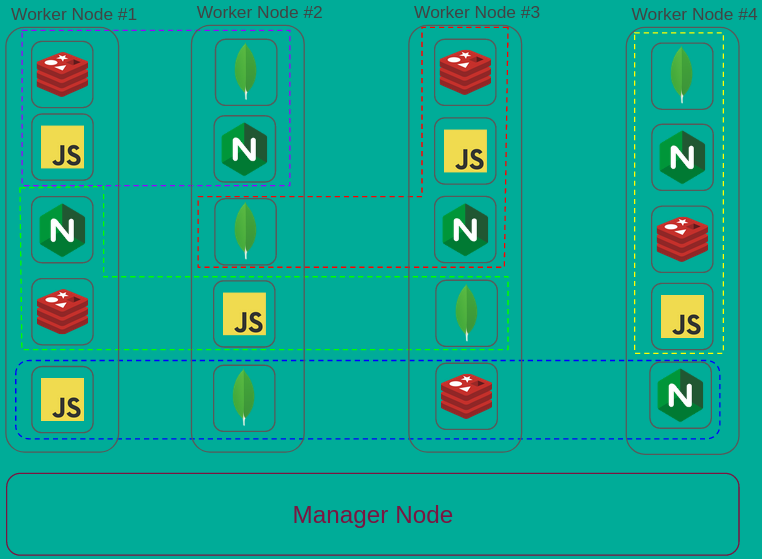 Worker Node #1
Worker Node #2
Worker Node #3
Worker Node #4
JS
N
N
JS
N
N
JS
JS
JS
N
Manager Node